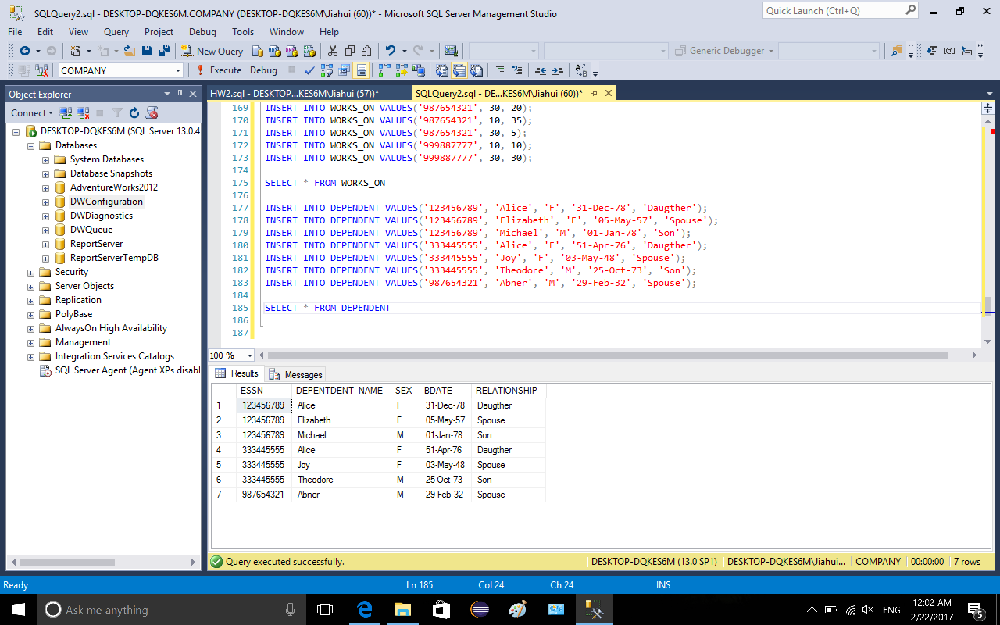 SQLQuery2.sql - DESKTOP-DQKES6M.COMPANY (DESKTOP-DQKES6M\Jiahui (60))* - Microsoft SQL Server Management Studio
Quick Launch (Ctrl+Q)
File Edit View Query Project Debug Tools Window Help
New Query
Generic Debugger
COMPANY
Execute Debug
Object Explorer
Connect
DESKTOP-DQKES6M (SQL Server 13.0.4
Databases
System Databases
Database Snapshots
AdventureWorks2012
DWConfiguration
DWDiagnostics
DWQueue
ReportServer
ReportServerTempDB
Security
Server Objects
Replication
PolyBase
AlwaysOn High Availability
Management
Integration Services Catalogs
SQL Server Agent (Agent XPs disabl
HW2.sql - DESKTOP...KES6M\Jiahui (57))*
SQLQuery2.sql - DE...KES6M\Jiahui (60))*
169 INSERT INTO WORKS_ON VALUES('987654321', 30, 20);
170 INSERT INTO WORKS_ON VALUES('987654321', 10, 35);
171 INSERT INTO WORKS_ON VALUES('987654321', 30, 5);
172 INSERT INTO WORKS_ON VALUES('999887777', 10, 10);
173 INSERT INTO WORKS_ON VALUES('999887777', 30, 30);
174
175 SELECT * FROM WORKS_ON
176
177 INSERT INTO DEPENDENT VALUES('123456789', 'Alice', 'F', '31-Dec-78', 'Daugther');
178 INSERT INTO DEPENDENT VALUES('123456789', 'Elizabeth', 'F', '05-May-57', 'Spouse');
179 INSERT INTO DEPENDENT VALUES('123456789', 'Michael', 'M', '01-Jan-78', 'Son');
180 INSERT INTO DEPENDENT VALUES('333445555', 'Alice', 'F', '51-Apr-76', 'Daugther');
181 INSERT INTO DEPENDENT VALUES('333445555', 'Joy', 'F', '03-May-48', 'Spouse');
182 INSERT INTO DEPENDENT VALUES('333445555', 'Theodore', 'M', '25-Oct-73', 'Son');
183 INSERT INTO DEPENDENT VALUES('987654321', 'Abner', 'M', '29-Feb-32', 'Spouse');
184
185 SELECT * FROM DEPENDENT
186
187
100 %
Results Messages
ESSN DEPENTDENT_NAME SEX BDATE RELATIONSHIP
1 123456789 Alice F 31-Dec-78 Daugther
2 123456789 Elizabeth F 05-May-57 Spouse
3 123456789 Michael M 01-Jan-78 Son
4 333445555 Alice F 51-Apr-76 Daugther
5 333445555 Joy F 03-May-48 Spouse
6 333445555 Theodore M 25-Oct-73 Son
7 987654321 Abner M 29-Feb-32 Spouse
Query executed successfully.
DESKTOP-DQKES6M (13.0 SP1) DESKTOP-DQKES6M\Jiahui... COMPANY 00:00:00 7 rows
Ready Ln 185 Col 24 Ch 24 INS
Ask me anything
ENG
12:02 AM
2/22/2017
5